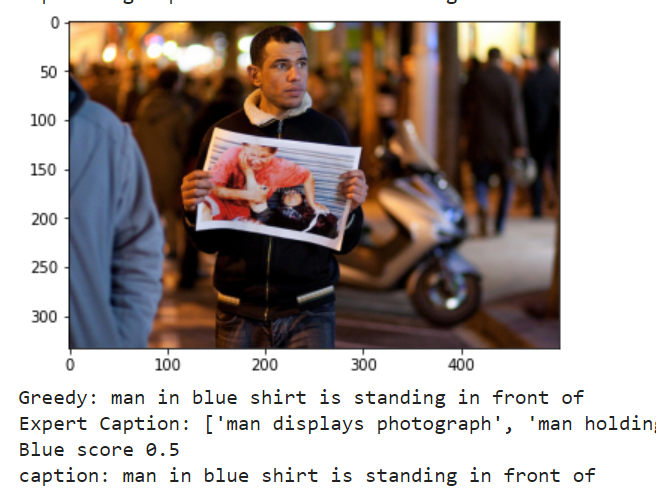 0
50
100
150
200
250
300
0 100 200 300 400
Greedy: man in blue shirt is standing in front of
Expert Caption: ['man displays photograph', 'man holding
Blue score 0.5
caption: man in blue shirt is standing in front of